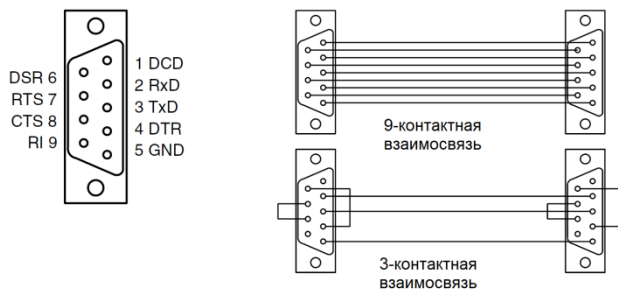 DSR 6
RTS 7
CTS 8
RI 9
1 DCD
2 RxD
3 TxD
4 DTR
5 GND
9-контактная
взаимосвязь
3-контактная
взаимосвязь